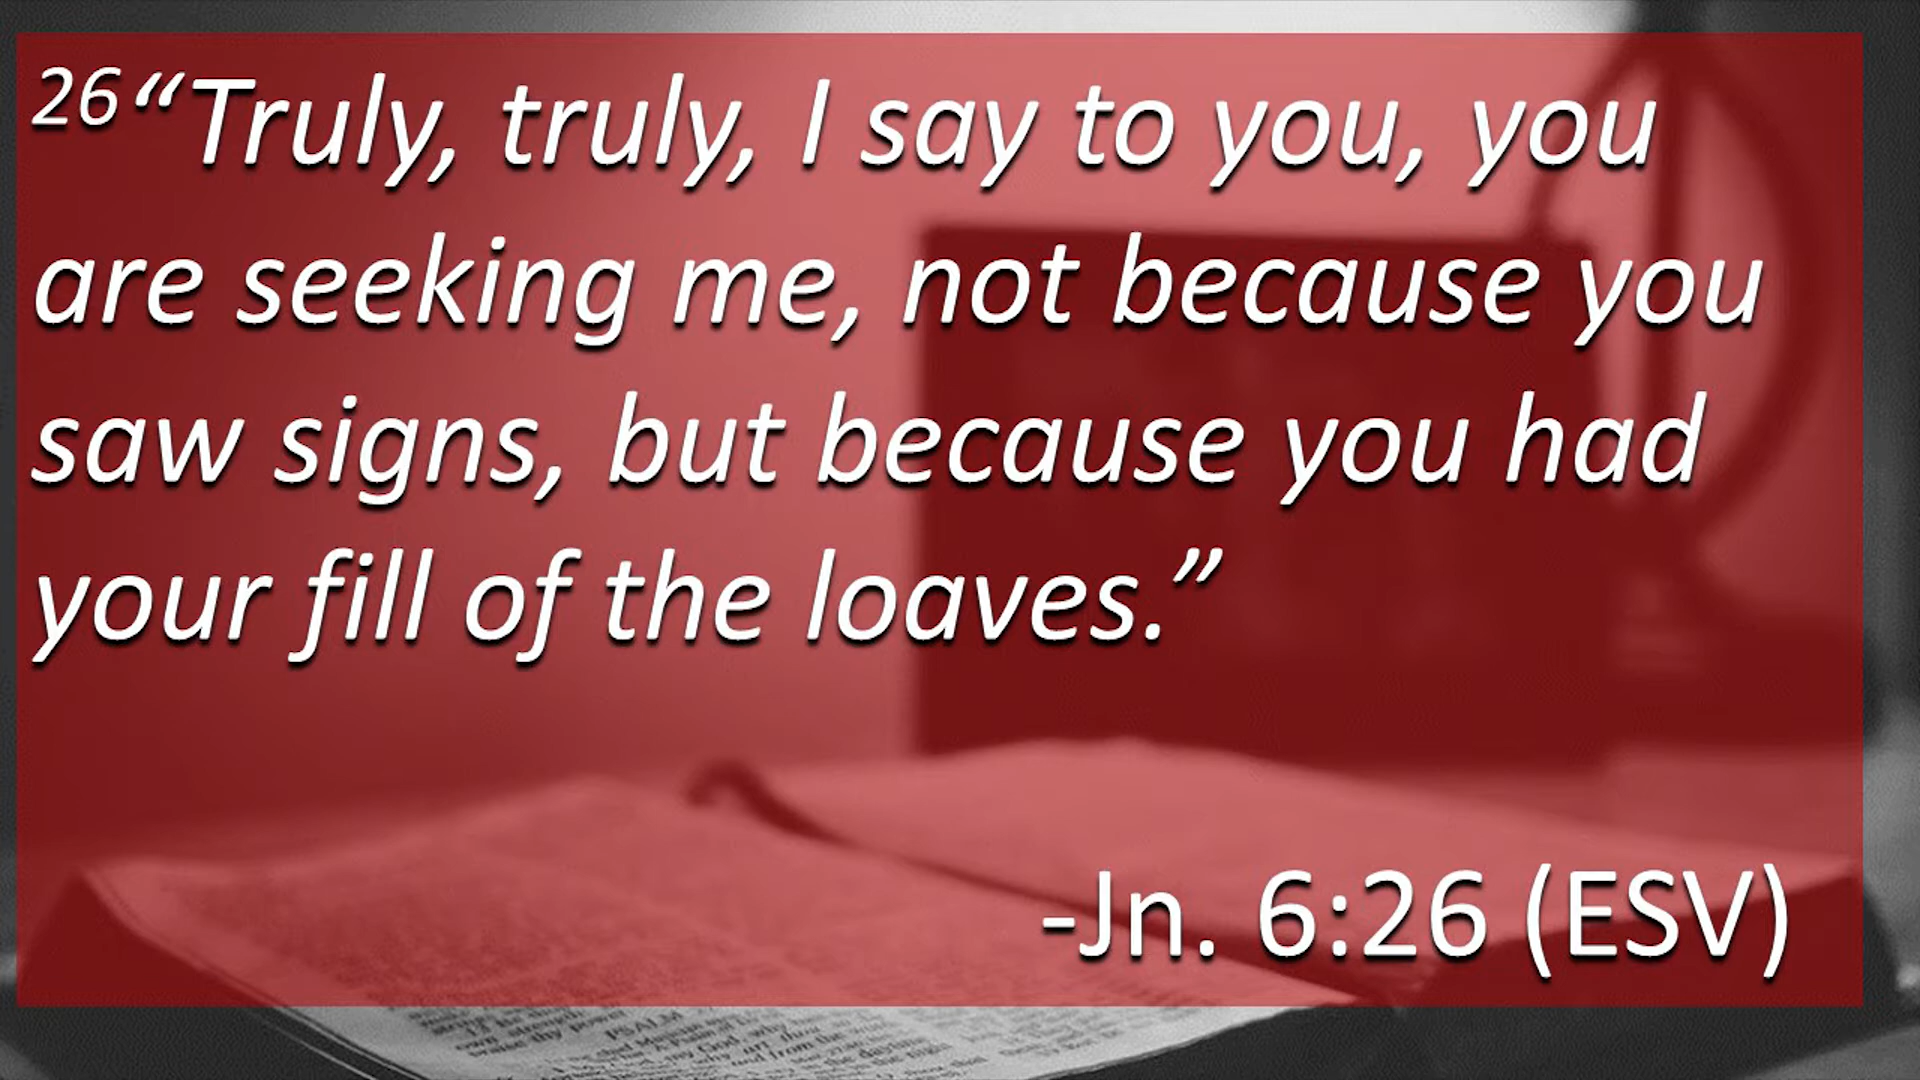 26“Truly, truly, I say to you, you
are seeking me, not because you
saw signs, but because you had
your fill of the loaves.”
-Jn. 6:26 (ESV)
PSALM